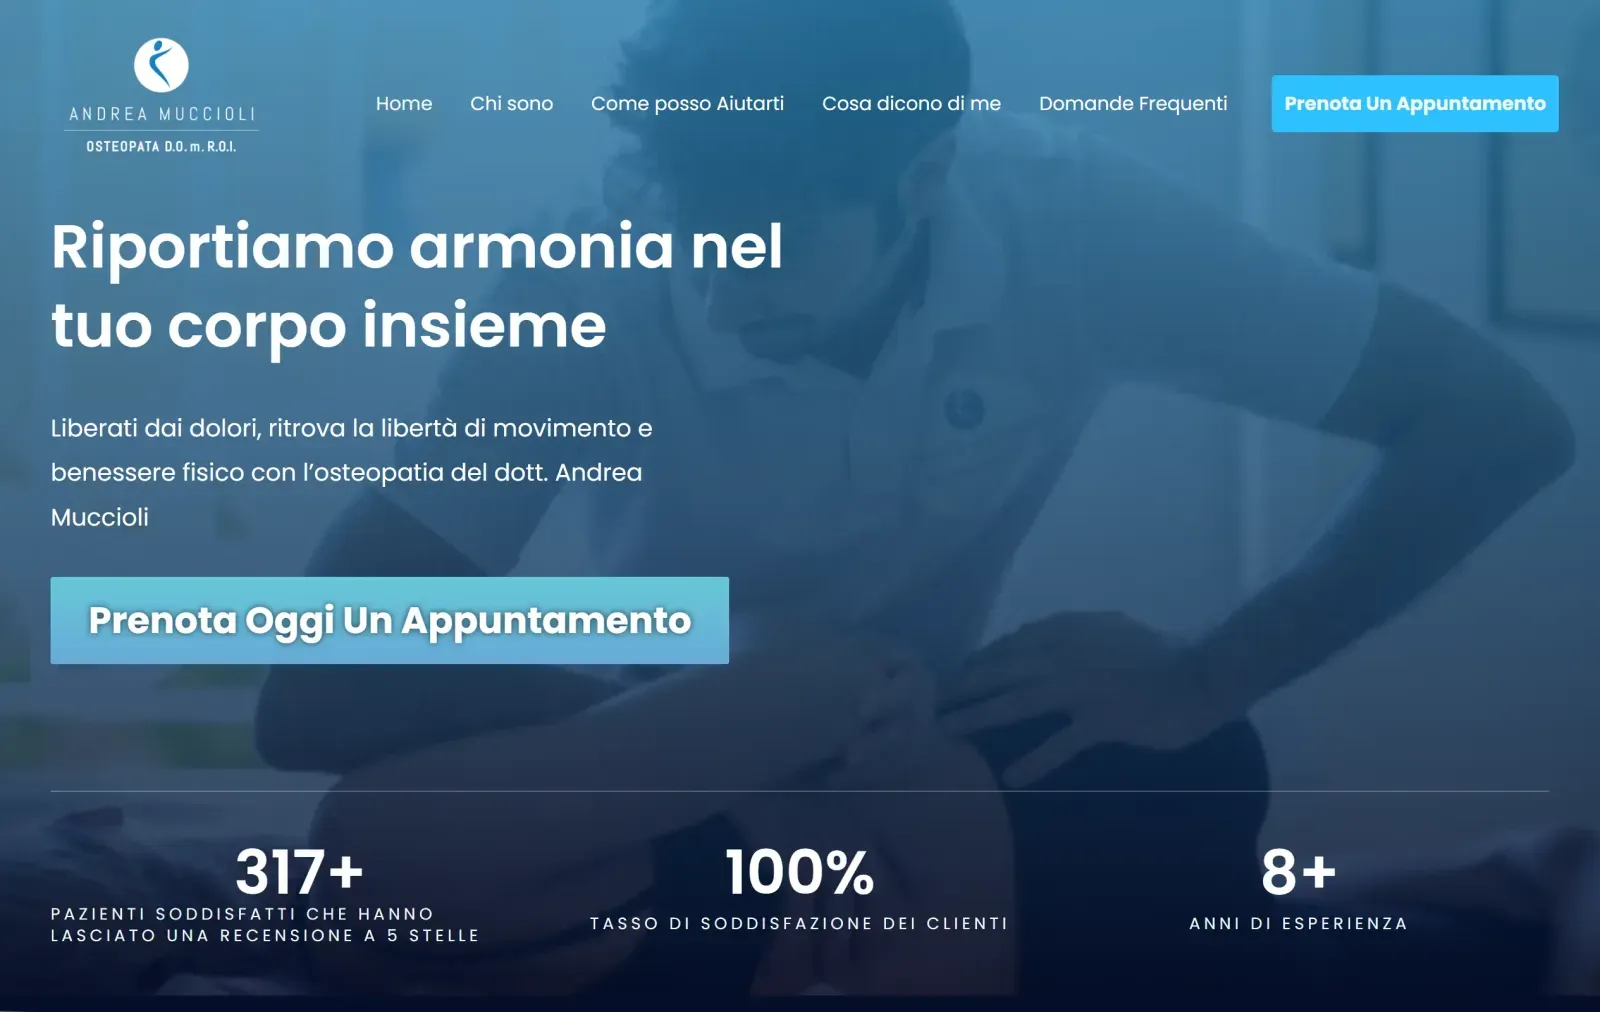 ANDREA MUCCIOLI
OSTEOPATA D.O. m. R.O.I.
Home
Chi sono
Come posso Aiutarti
Cosa dicono di me
Domande Frequenti
Prenota Un Appuntamento
Riportiamo armonia nel
tuo corpo insieme
Liberati dai dolori, ritrova la libertà di movimento e
benessere fisico con l’osteopatia del dott. Andrea
Muccioli
Prenota Oggi Un Appuntamento
317+
PAZIENTI SODDISFATTI CHE HANNO
LASCIATO UNA RECENSIONE A 5 STELLE
100%
TASSO DI SODDISFAZIONE DEI CLIENTI
8+
ANNI DI ESPERIENZA